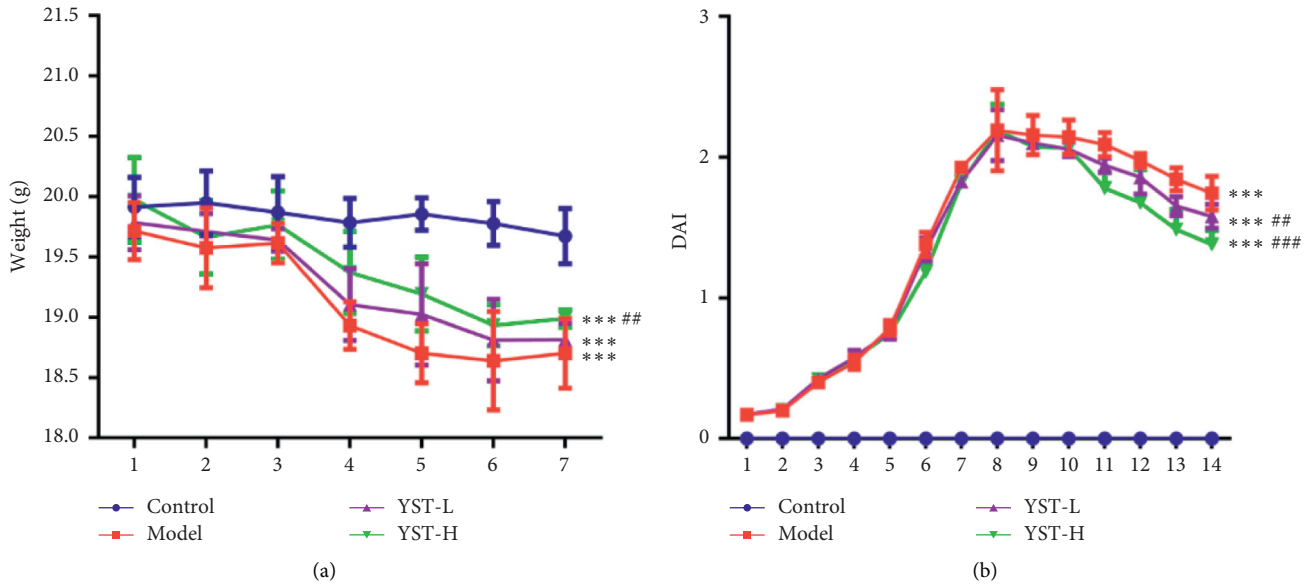 21.5
21.0
20.5
20.0
19.5
19.0
18.5
18.0
Weight (g)
*** ##
***
***
1 2 3 4 5 6 7
Control
Model
YST-L
YST-H
(a)
3
2
1
0
DAI
***
*** ##
*** ###
1 2 3 4 5 6 7 8 9 10 11 12 13 14
Control
Model
YST-L
YST-H
(b)